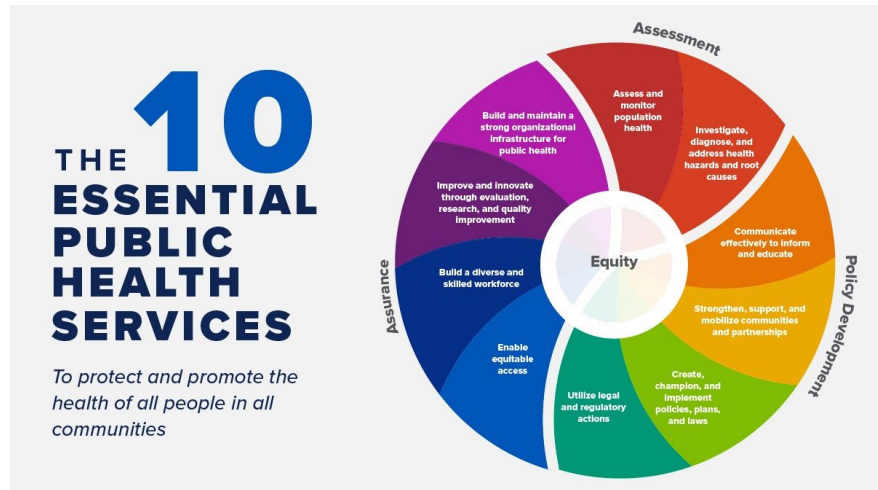 THE 10
ESSENTIAL
PUBLIC
HEALTH
SERVICES
To protect and promote the
health of all people in all
communities
Assessment
Assess and
monitor
population
health
Investigate,
diagnose, and
address health
hazards and root
causes
Policy Development
Communicate
effectively to inform
and educate
Strengthen, support, and
mobilize communities
and partnerships
Create,
champion, and
implement
policies, plans,
and laws
Utilize legal
and regulatory
actions
Assurance
Enable
equitable
access
Build a diverse and
skilled workforce
Improve and innovate
through evaluation,
research, and quality
improvement
Build and maintain a
strong organizational
infrastructure for
public health
Equity